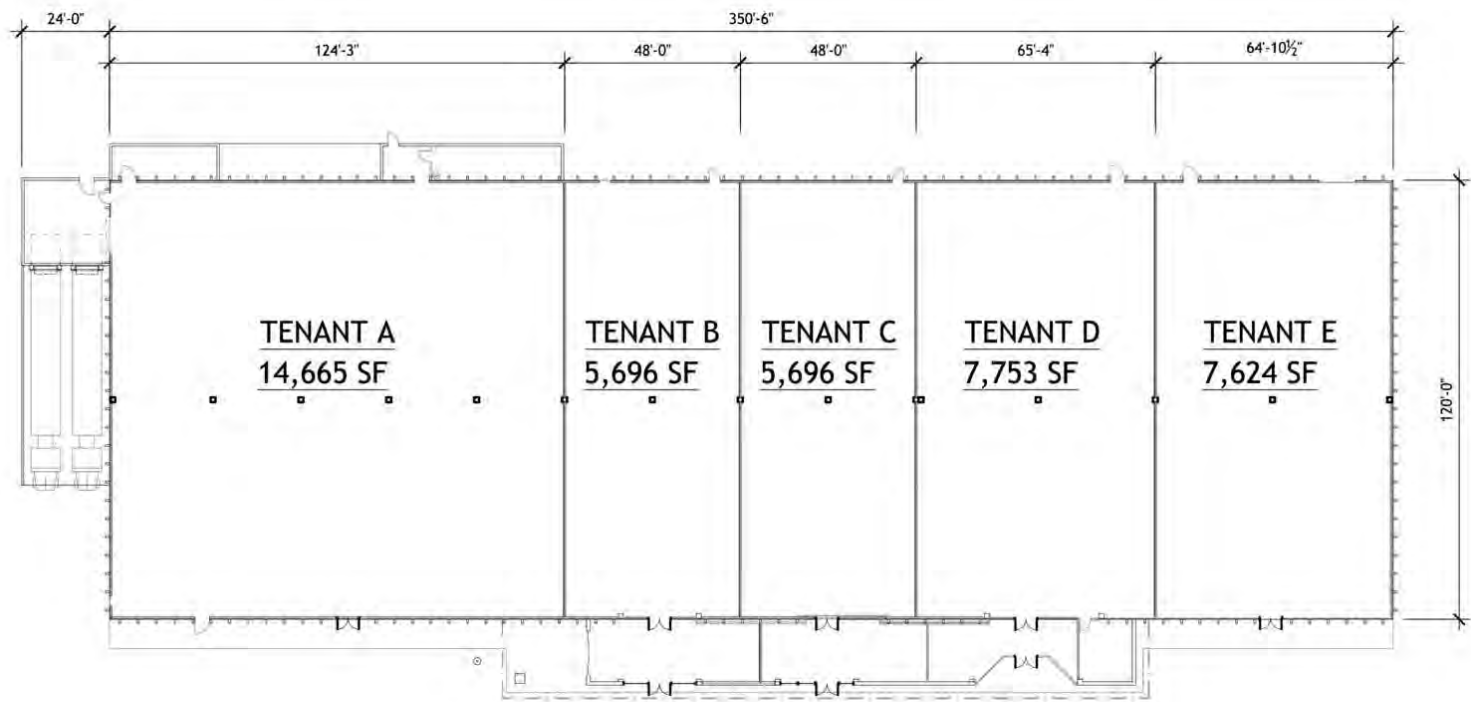 24'-0"
350'-6"
124'-3"
48'-0"
48'-0"
65'-4"
64'-10½"
TENANT A
14,665 SF
TENANT B
5,696 SF
TENANT C
5,696 SF
TENANT D
7,753 SF
TENANT E
7,624 SF
120'-0"